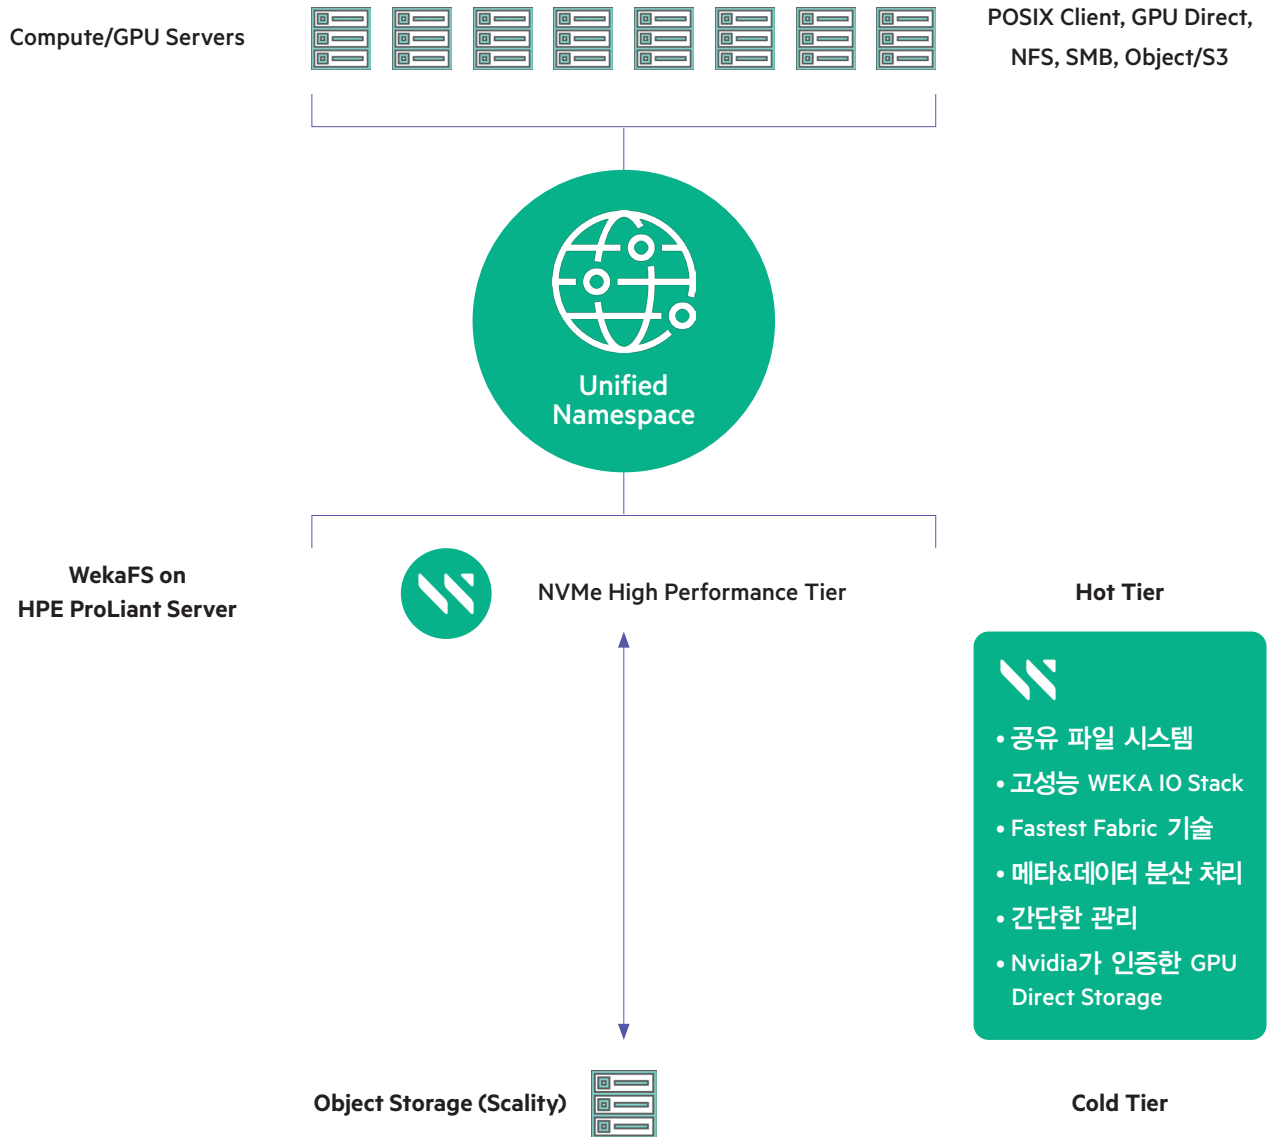 Compute/GPU Servers
POSIX Client, GPU Direct,
NFS, SMB, Object/S3
Unified
Namespace
WekaFS on
HPE ProLiant Server
NVMe High Performance Tier
Hot Tier
• 공유 파일 시스템
• 고성능 WEKA IO Stack
• Fastest Fabric 기술
• 메타&데이터 분산 처리
• 간단한 관리
• Nvidia가 인증한 GPU
Direct Storage
Object Storage (Scality)
Cold Tier